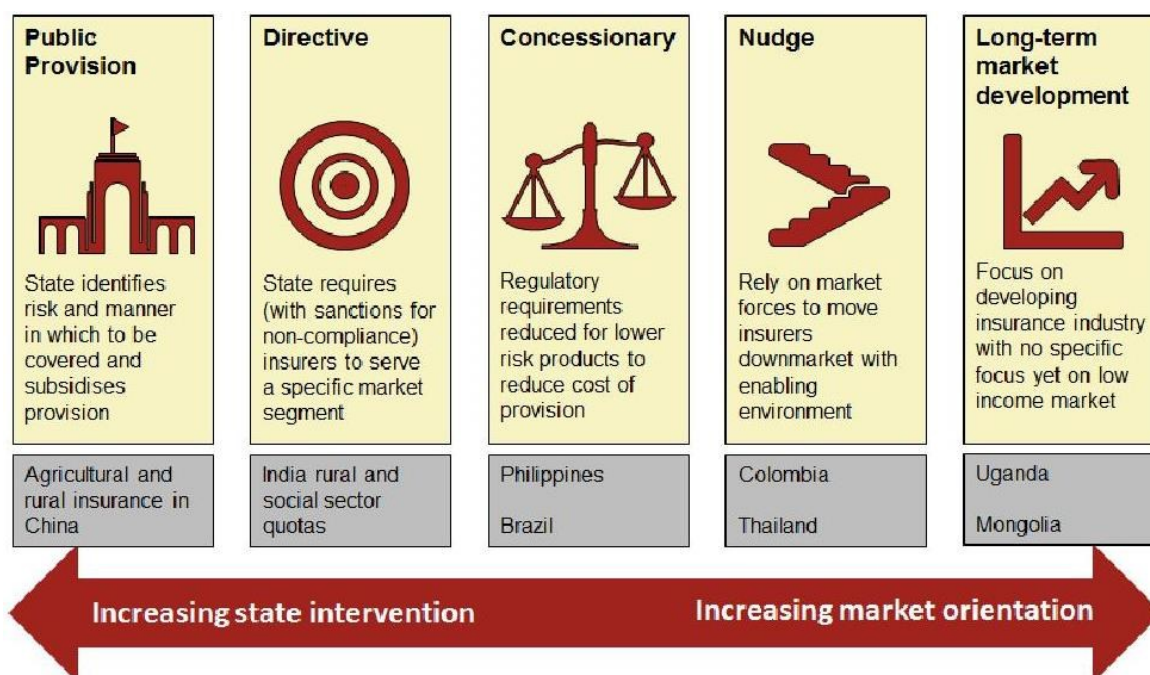 Public
Provision
State identifies
risk and manner
in which to be
covered and
subsidises
provision
Agricultural and
rural insurance in
China
Directive
State requires
(with sanctions for
non-compliance)
insurers to serve
a specific market
segment
India rural and
social sector
quotas
Concessionary
Regulatory
requirements
reduced for lower
risk products to
reduce cost of
provision
Philippines
Brazil
Nudge
Rely on market
forces to move
insurers
downmarket with
enabling
environment
Colombia
Thailand
Long-term
market
development
Focus on
developing
insurance industry
with no specific
focus yet on low
income market
Uganda
Mongolia
Increasing state intervention
Increasing market orientation